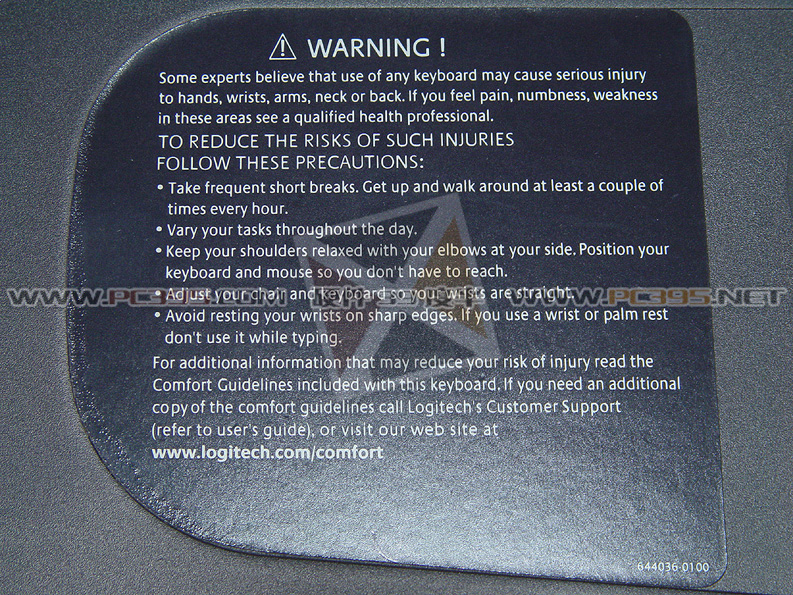 ⚠ WARNING !
Some experts believe that use of any keyboard may cause serious injury
to hands, wrists, arms, neck or back. If you feel pain, numbness, weakness
in these areas see a qualified health professional.
TO REDUCE THE RISKS OF SUCH INJURIES
FOLLOW THESE PRECAUTIONS:
• Take frequent short breaks. Get up and walk around at least a couple of
times every hour.
• Vary your tasks throughout the day.
• Keep your shoulders relaxed with your elbows at your side. Position your
keyboard and mouse so you don't have to reach.
• Adjust your chair and keyboard so your wrists are straight.
WWW.PC395.COM WWW.PC395.NET
• Avoid resting your wrists on sharp edges. If you use a wrist or palm rest
don't use it while typing.
For additional information that may reduce your risk of injury read the
Comfort Guidelines included with this keyboard. If you need an additional
copy of the comfort guidelines call Logitech's Customer Support
(refer to user's guide), or visit our web site at
www.logitech.com/comfort
644036-0100